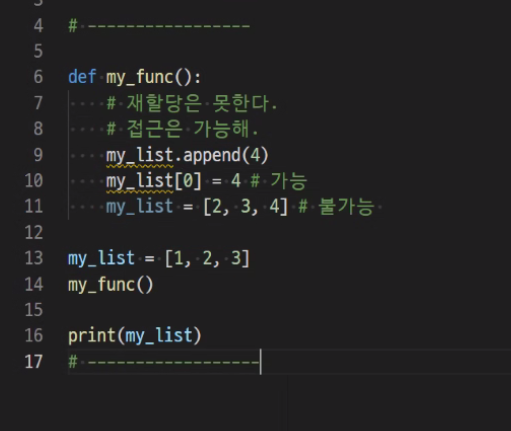 4 # -----------------
5
6 def my_func():
7 # 재할당은 못한다.
8 # 접근은 가능해.
9 my_list.append(4)
10 my_list[0] = 4 # 가능
11 my_list = [2, 3, 4] # 불가능
12
13 my_list = [1, 2, 3]
14 my_func()
15
16 print(my_list)
17 # ------------------